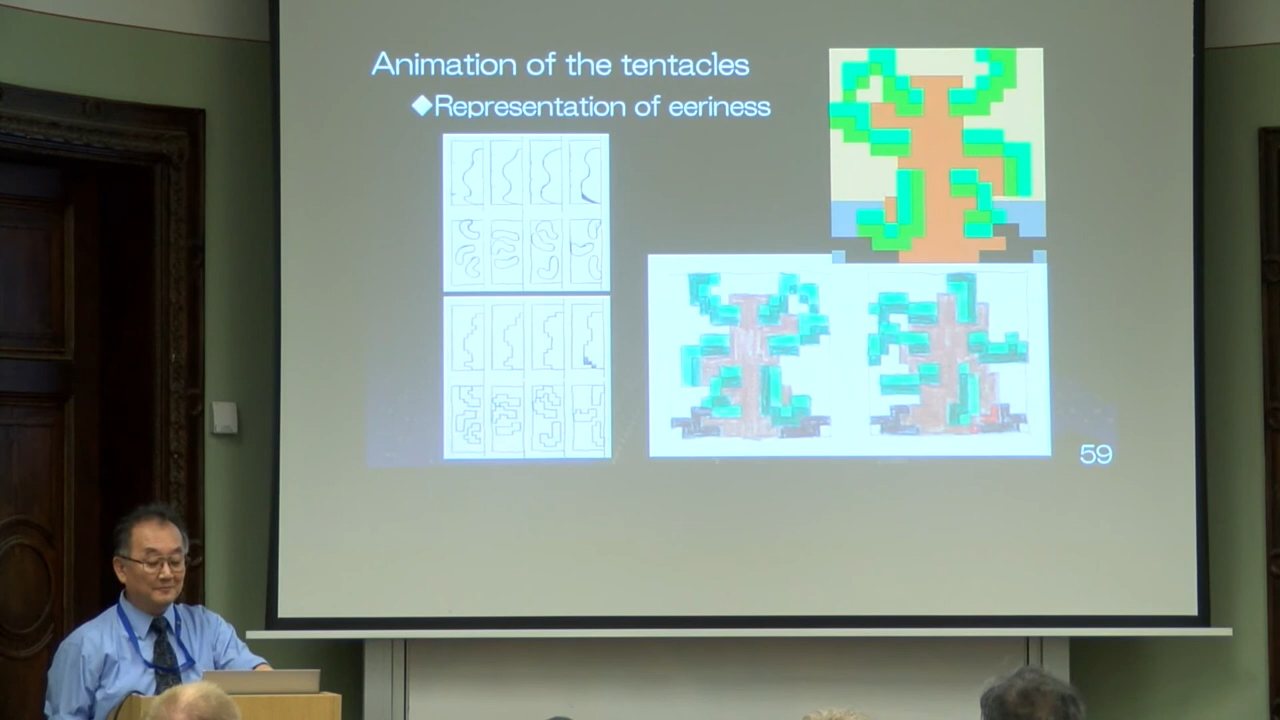 Animation of the tentacles
◆Representation of eeriness
59